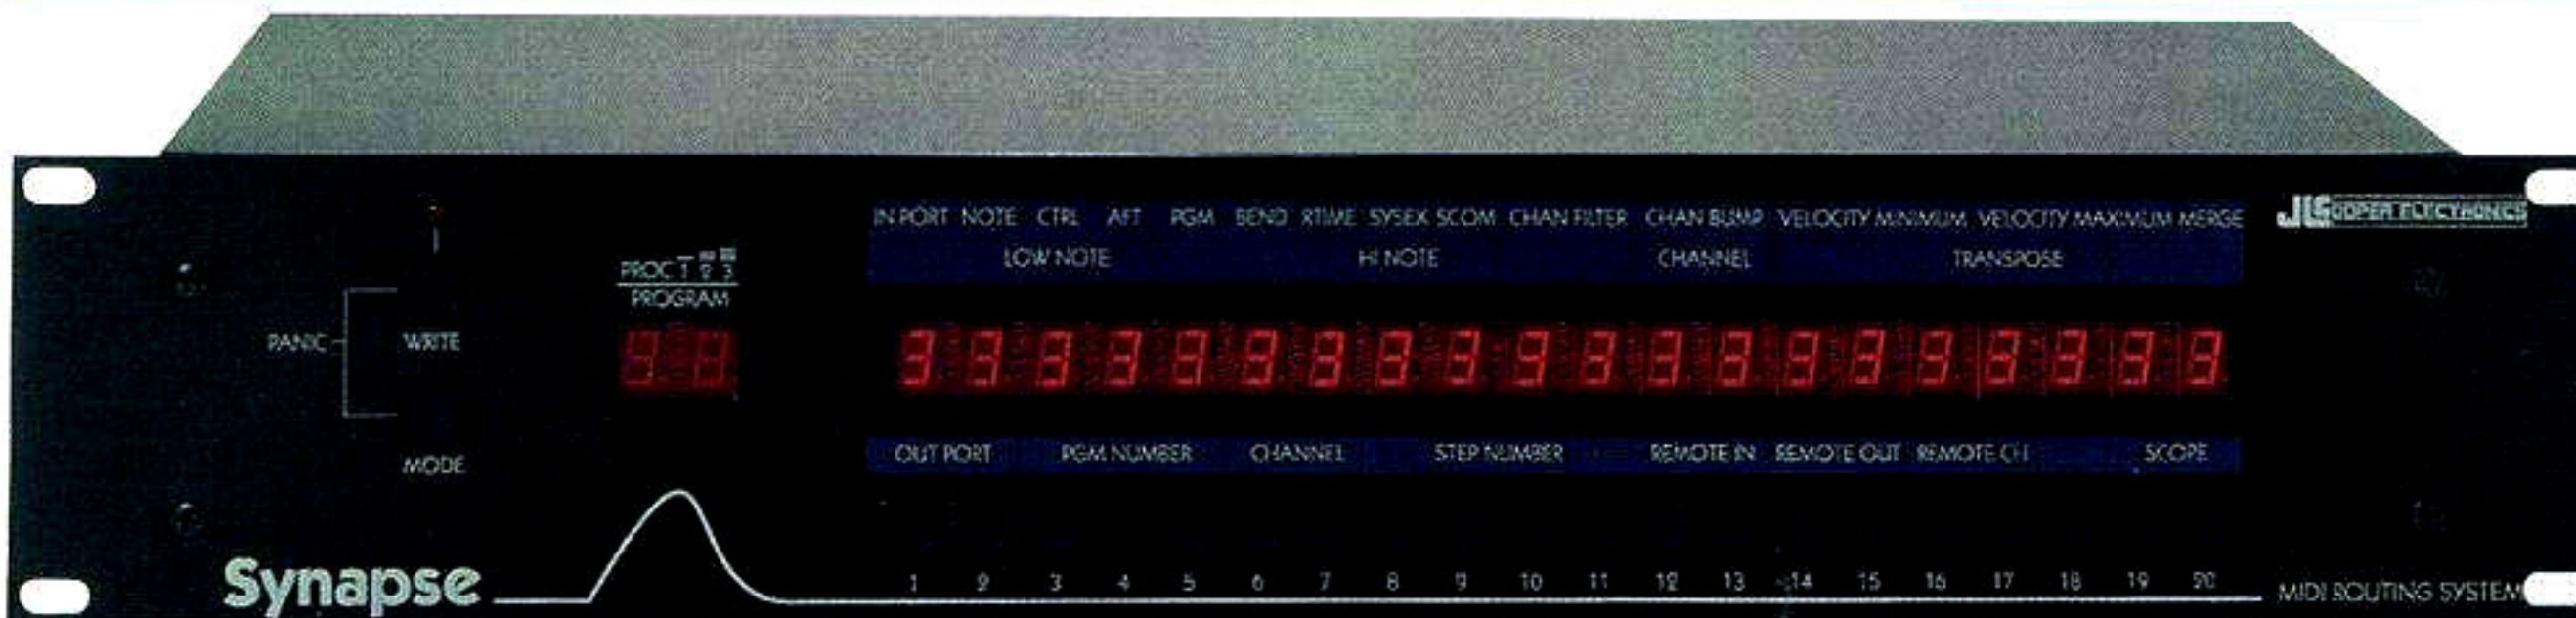 IN PORT NOTE CTRL AFT PGM BEND RTIME SYSEX SCOM CHAN FILTER CHAN BUMP VELOCITY MINIMUM VELOCITY MAXIMUM MERGE
JLCOOPER ELECTRONICS
LOW NOTE HI NOTE CHANNEL TRANSPOSE
PROC 1 2 3
PROGRAM
PANIC WRITE
MODE
OUT PORT PGM NUMBER CHANNEL STEP NUMBER REMOTE IN REMOTE OUT REMOTE CH SCOPE
Synapse
1 2 3 4 5 6 7 8 9 10 11 12 13 14 15 16 17 18 19 20
MIDI ROUTING SYSTEM